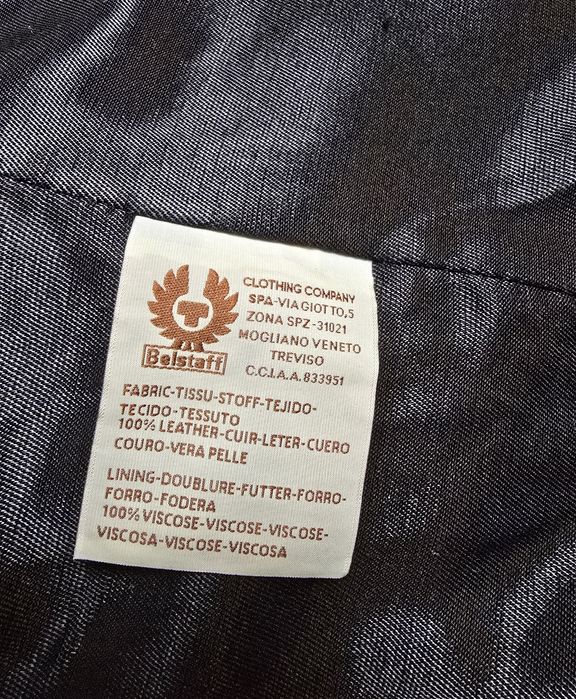 Belstaff
CLOTHING COMPANY
SPA-VIA GIOTTO,5
ZONA SPZ-31021
MOGLIANO VENETO
TREVISO
C.C.I.A.A. 833951
FABRIC-TISSU-STOFF-TEJIDO-
TECIDO-TESSUTO
100% LEATHER-CUIR-LETER-CUERO
COURO-VERA PELLE
LINING-DOUBLURE-FUTTER-FORRO-
FORRO-FODERA
100% VISCOSE-VISCOSE-VISCOSE-
VISCOSA-VISCOSE-VISCOSA